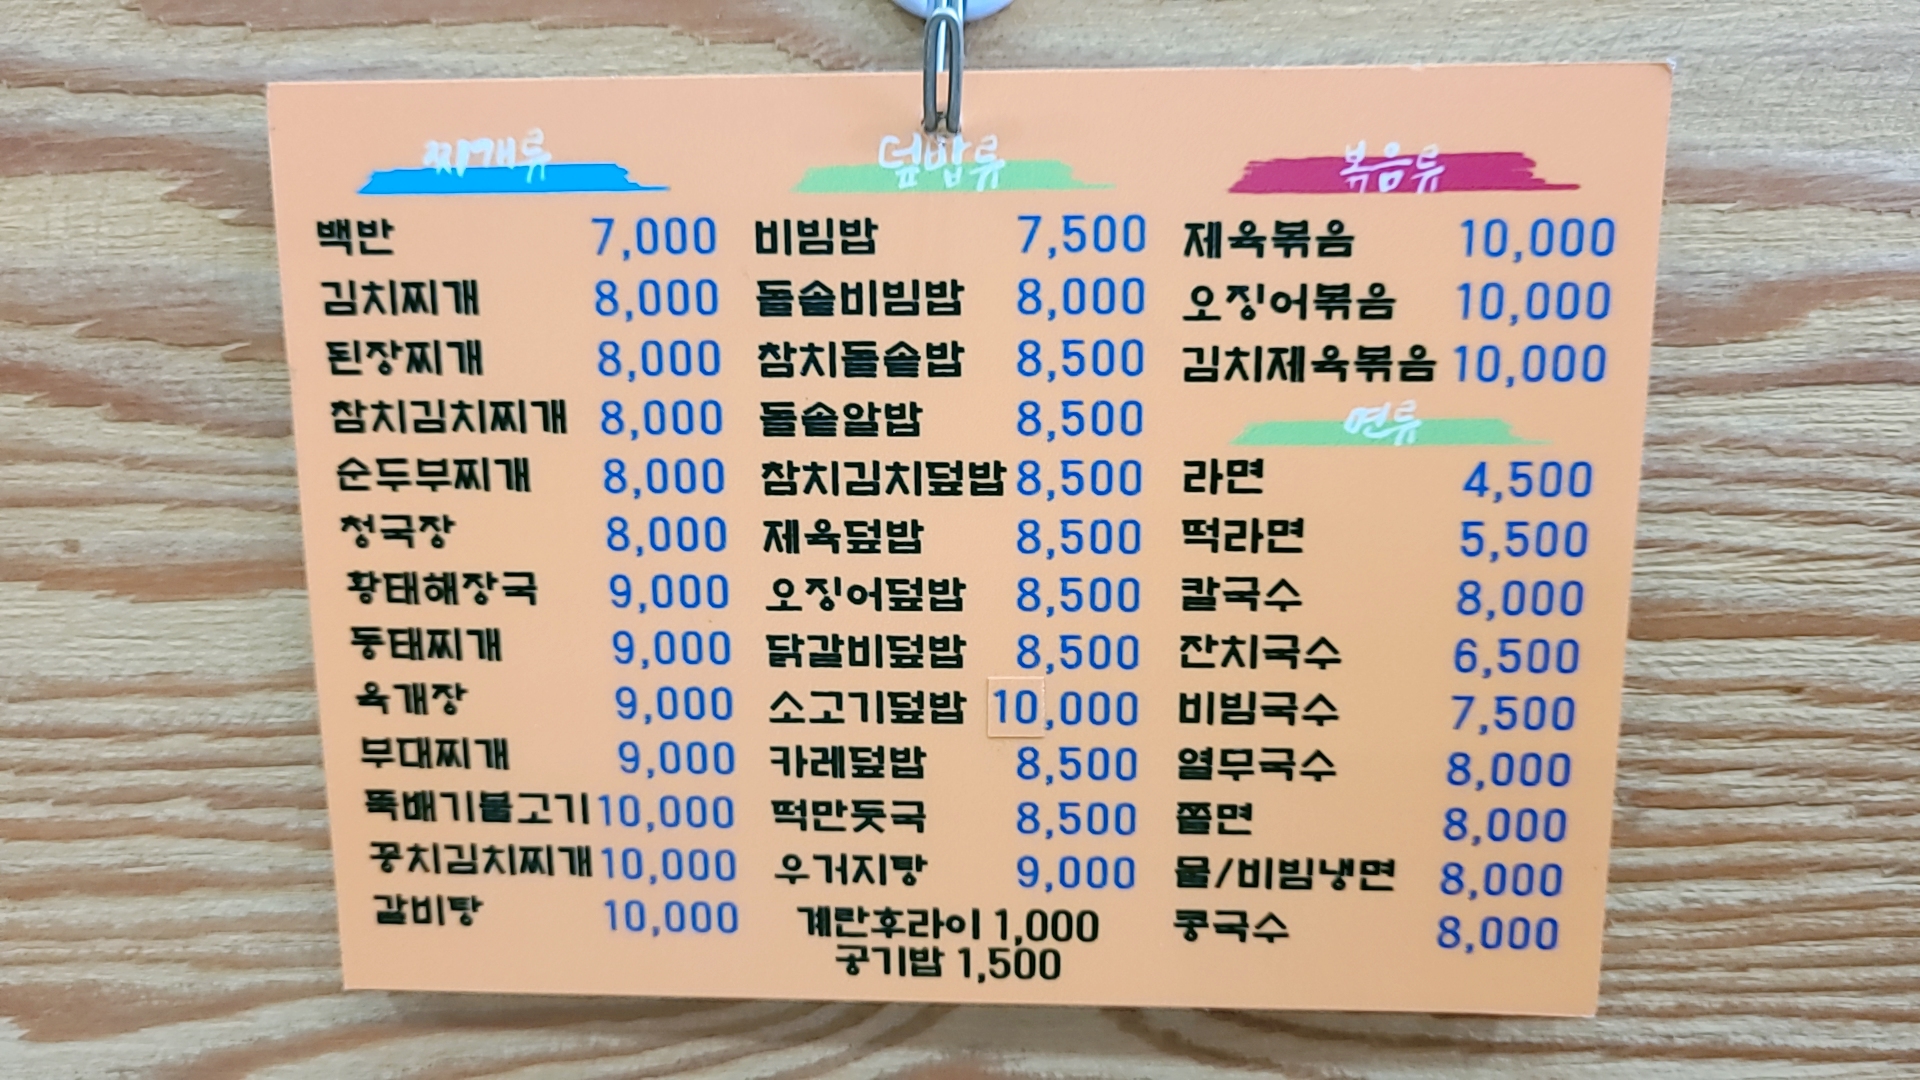 찌개류
백반 7,000
김치찌개 8,000
된장찌개 8,000
참치김치찌개 8,000
순두부찌개 8,000
청국장 8,000
황태해장국 9,000
동태찌개 9,000
육개장 9,000
부대찌개 9,000
뚝배기불고기 10,000
꽁치김치찌개 10,000
갈비탕 10,000
덮밥류
비빔밥 7,500
돌솥비빔밥 8,000
참치돌솥밥 8,500
돌솥알밥 8,500
참치김치덮밥 8,500
제육덮밥 8,500
오징어덮밥 8,500
닭갈비덮밥 8,500
소고기덮밥 10,000
카레덮밥 8,500
떡만둣국 8,500
우거지탕 9,000
계란후라이 1,000
공기밥 1,500
볶음류
제육볶음 10,000
오징어볶음 10,000
김치제육볶음 10,000
면류
라면 4,500
떡라면 5,500
칼국수 8,000
잔치국수 6,500
비빔국수 7,500
열무국수 8,000
쫄면 8,000
물/비빔냉면 8,000
콩국수 8,000